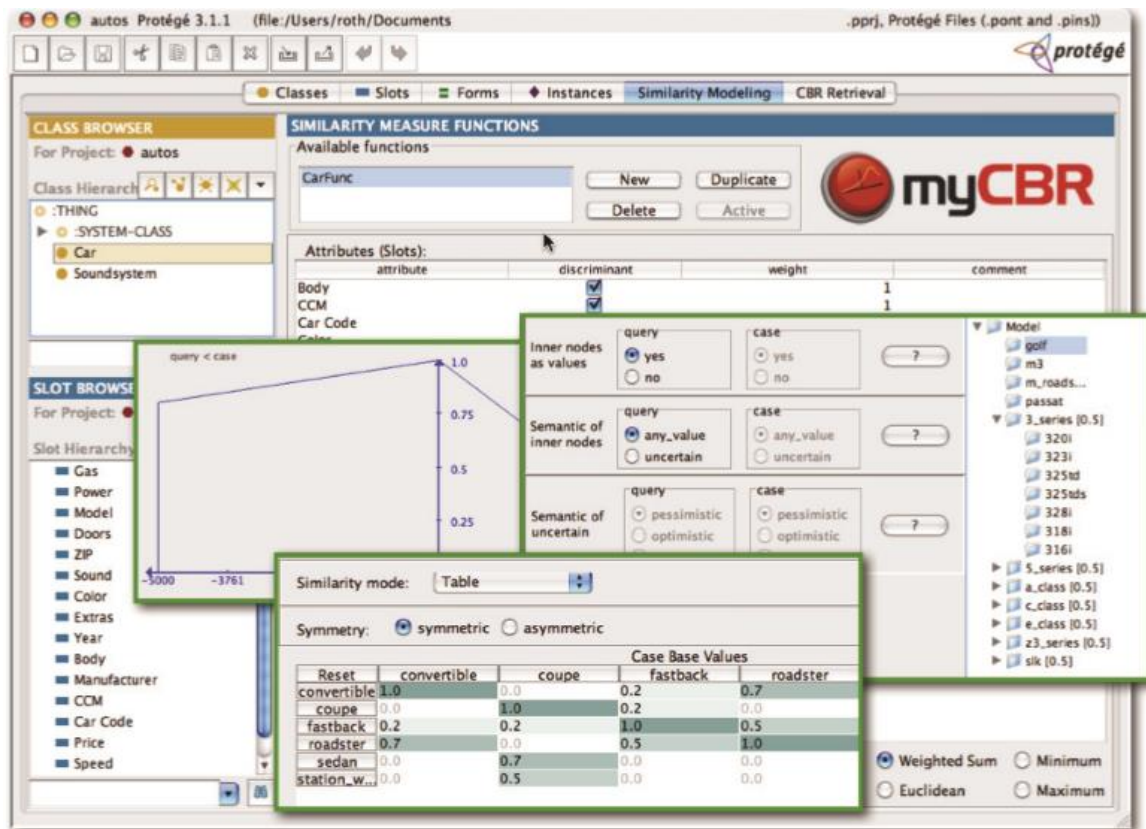 autos Protégé 3.1.1 (file:/Users/roth/Documents .pprj, Protégé Files (.pont and .pins))
protégé
Classes Slots Forms Instances Similarity Modeling CBR Retrieval
CLASS BROWSER
For Project: autos
Class Hierarch
:THING
:SYSTEM-CLASS
Car
Soundsystem
SIMILARITY MEASURE FUNCTIONS
Available functions
CarFunc
New Duplicate
Delete Active
myCBR
Attributes (Slots):
attribute discriminant weight comment
Body 1
CCM 1
Car Code
query < case
1.0
0.75
0.5
0.25
-5000 -3761
Inner nodes as values
query
yes
no
case
yes
no
?
Semantic of inner nodes
query
any_value
uncertain
case
any_value
uncertain
?
Semantic of uncertain
query
pessimistic
optimistic
case
pessimistic
optimistic
?
Model
golf
m3
m_roads...
passat
3_series [0.5]
320i
323i
325td
325tds
328i
318i
316i
5_series [0.5]
a_class [0.5]
c_class [0.5]
e_class [0.5]
z3_series [0.5]
slk [0.5]
SLOT BROWSE
For Project:
Slot Hierarchy
Gas
Power
Model
Doors
ZIP
Sound
Color
Extras
Year
Body
Manufacturer
CCM
Car Code
Price
Speed
Similarity mode: Table
Symmetry: symmetric asymmetric
Case Base Values
Reset convertible coupe fastback roadster
convertible 1.0 0.0 0.2 0.7
coupe 0.0 1.0 0.2 0.0
fastback 0.2 0.2 1.0 0.5
roadster 0.7 0.0 0.5 1.0
sedan 0.0 0.7 0.0 0.0
station_w... 0.0 0.5 0.0 0.0
Weighted Sum Minimum
Euclidean Maximum